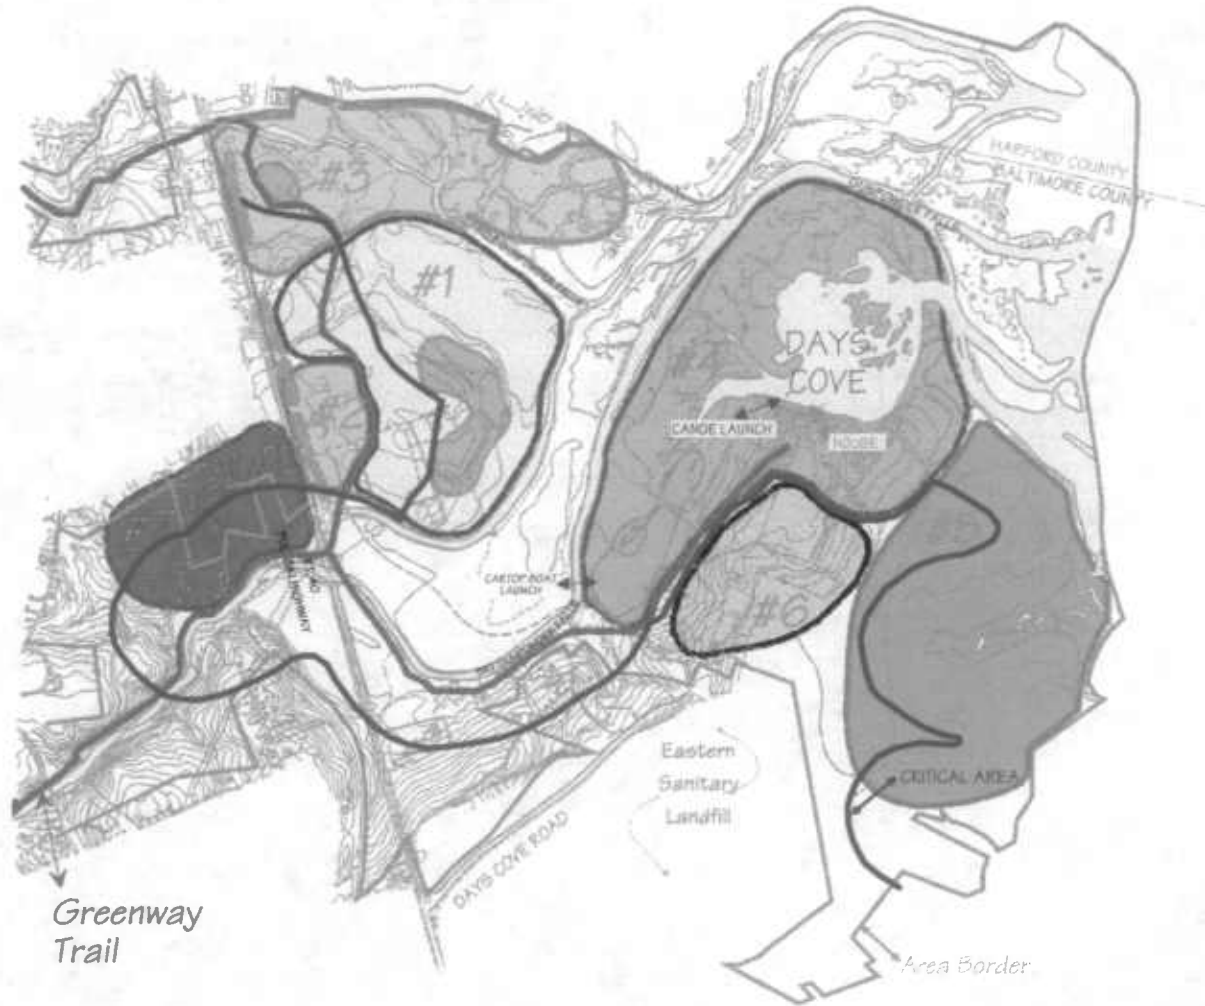 HARFORD COUNTY
BALTIMORE COUNTY
#3
#1
DAYS
COVE
CANOE LAUNCH
#5
CARTOP BOAT
LAUNCH
#6
Eastern
Sanitary
Landfill
CRITICAL AREA
DAYS COVE ROAD
Greenway
Trail
Area Border